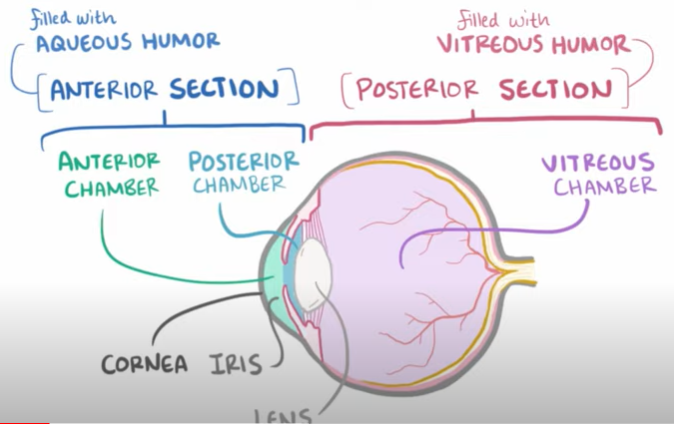 filled with
AQUEOUS HUMOR
[ANTERIOR SECTION]
filled with
VITREOUS HUMOR
[POSTERIOR SECTION]
ANTERIOR
CHAMBER
POSTERIOR
CHAMBER
VITREOUS
CHAMBER
CORNEA
IRIS
LENS